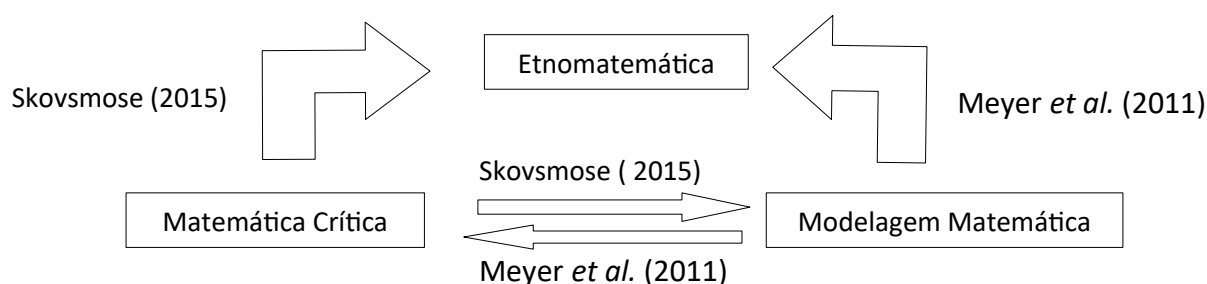 Etnomatemática
Skovsmose (2015)
Meyer et al. (2011)
Skovsmose ( 2015)
Matemática Crítica
Modelagem Matemática
Meyer et al. (2011)